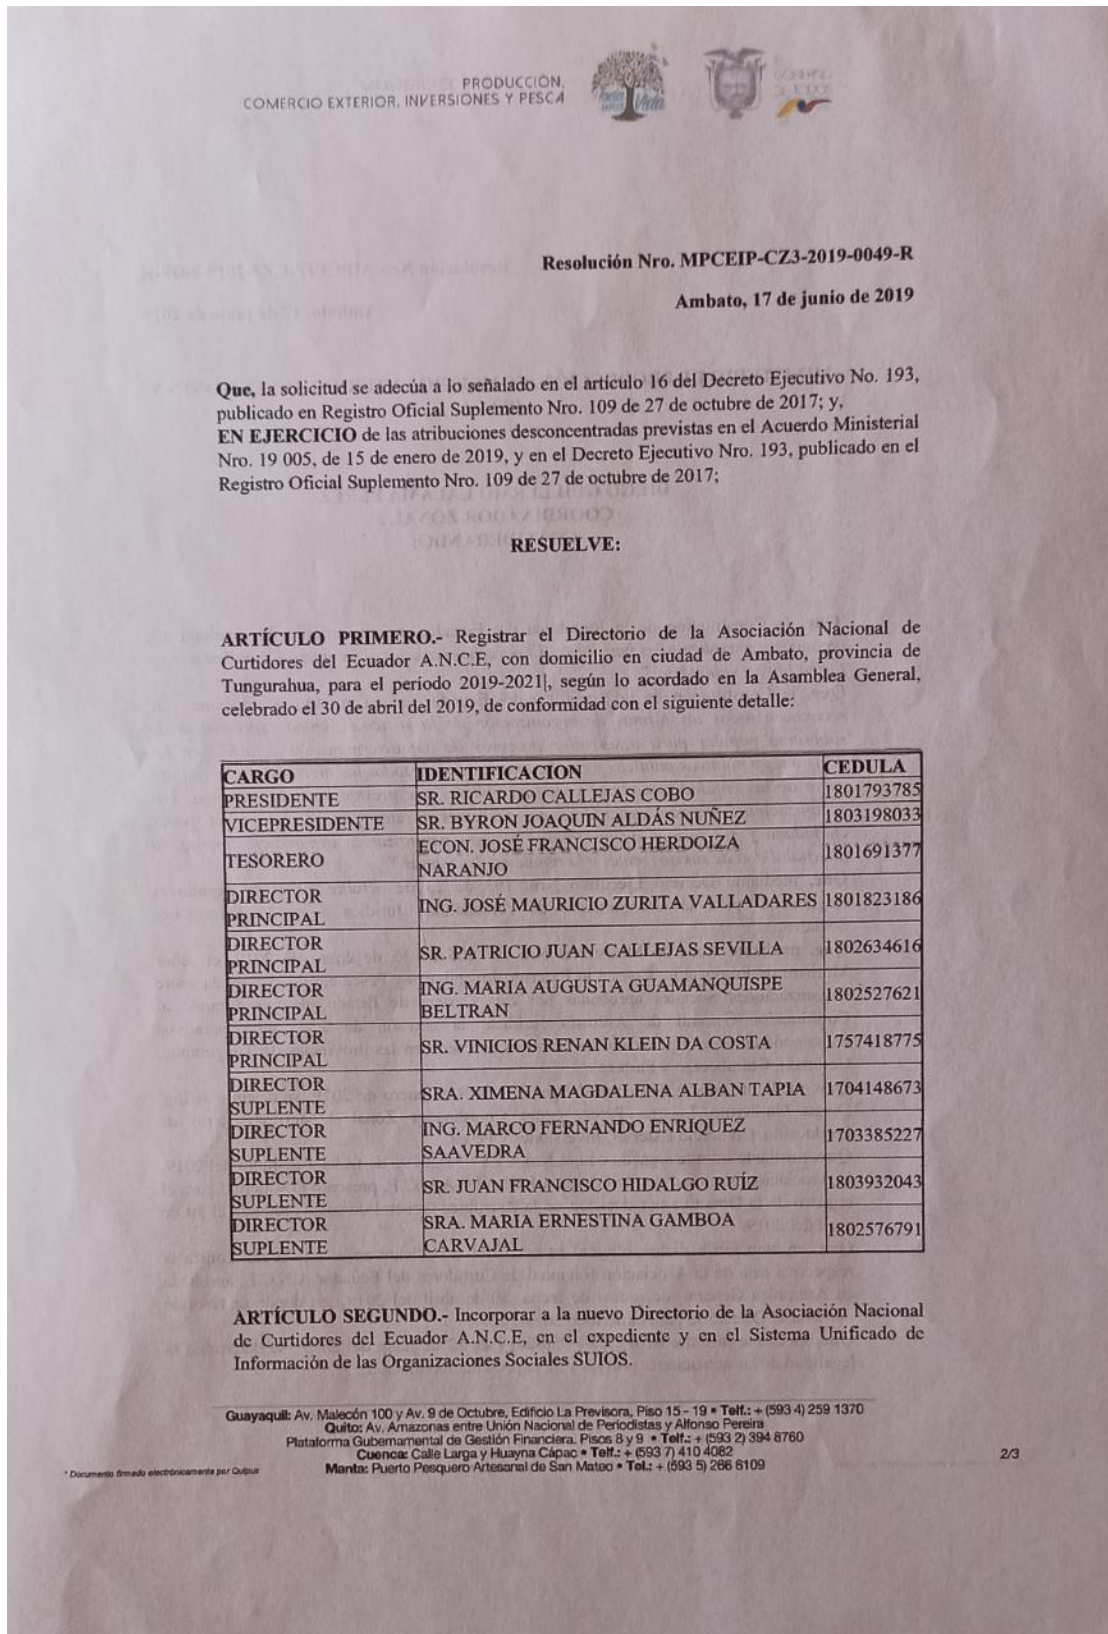 PRODUCCIÓN,
COMERCIO EXTERIOR, INVERSIONES Y PESCA
Toda
una Vida
Resolución Nro. MPCEIP-CZ3-2019-0049-R
Ambato, 17 de junio de 2019
Que, la solicitud se adecúa a lo señalado en el artículo 16 del Decreto Ejecutivo No. 193,
publicado en Registro Oficial Suplemento Nro. 109 de 27 de octubre de 2017; y,
EN EJERCICIO de las atribuciones desconcentradas previstas en el Acuerdo Ministerial
Nro. 19 005, de 15 de enero de 2019, y en el Decreto Ejecutivo Nro. 193, publicado en el
Registro Oficial Suplemento Nro. 109 de 27 de octubre de 2017;
RESUELVE:
ARTÍCULO PRIMERO.- Registrar el Directorio de la Asociación Nacional de
Curtidores del Ecuador A.N.C.E, con domicilio en ciudad de Ambato, provincia de
Tungurahua, para el período 2019-2021|, según lo acordado en la Asamblea General,
celebrado el 30 de abril del 2019, de conformidad con el siguiente detalle:
CARGO IDENTIFICACION CEDULA
PRESIDENTE SR. RICARDO CALLEJAS COBO 1801793785
VICEPRESIDENTE SR. BYRON JOAQUIN ALDÁS NUÑEZ 1803198033
TESORERO ECON. JOSÉ FRANCISCO HERDOIZA
NARANJO 1801691377
DIRECTOR
PRINCIPAL ING. JOSÉ MAURICIO ZURITA VALLADARES 1801823186
DIRECTOR
PRINCIPAL SR. PATRICIO JUAN CALLEJAS SEVILLA 1802634616
DIRECTOR
PRINCIPAL ING. MARIA AUGUSTA GUAMANQUISPE
BELTRAN 1802527621
DIRECTOR
PRINCIPAL SR. VINICIOS RENAN KLEIN DA COSTA 1757418775
DIRECTOR
SUPLENTE SRA. XIMENA MAGDALENA ALBAN TAPIA 1704148673
DIRECTOR
SUPLENTE ING. MARCO FERNANDO ENRIQUEZ
SAAVEDRA 1703385227
DIRECTOR
SUPLENTE SR. JUAN FRANCISCO HIDALGO RUÍZ 1803932043
DIRECTOR
SUPLENTE SRA. MARIA ERNESTINA GAMBOA
CARVAJAL 1802576791
ARTÍCULO SEGUNDO.- Incorporar a la nuevo Directorio de la Asociación Nacional
de Curtidores del Ecuador A.N.C.E, en el expediente y en el Sistema Unificado de
Información de las Organizaciones Sociales SUIOS.
Guayaquil: Av. Malecón 100 y Av. 9 de Octubre, Edificio La Previsora, Piso 15 - 19 • Telf.: + (593 4) 259 1370
Quito: Av. Amazonas entre Unión Nacional de Periodistas y Alfonso Pereira
Plataforma Gubernamental de Gestión Financiera. Pisos 8 y 9 • Telf.: + (593 2) 394 8760
Cuenca: Calle Larga y Huayna Cápac • Telf.: + (593 7) 410 4082
Manta: Puerto Pesquero Artesanal de San Mateo • Tel.: + (593 5) 266 6109
* Documento firmado electrónicamente por Quipux
2/3